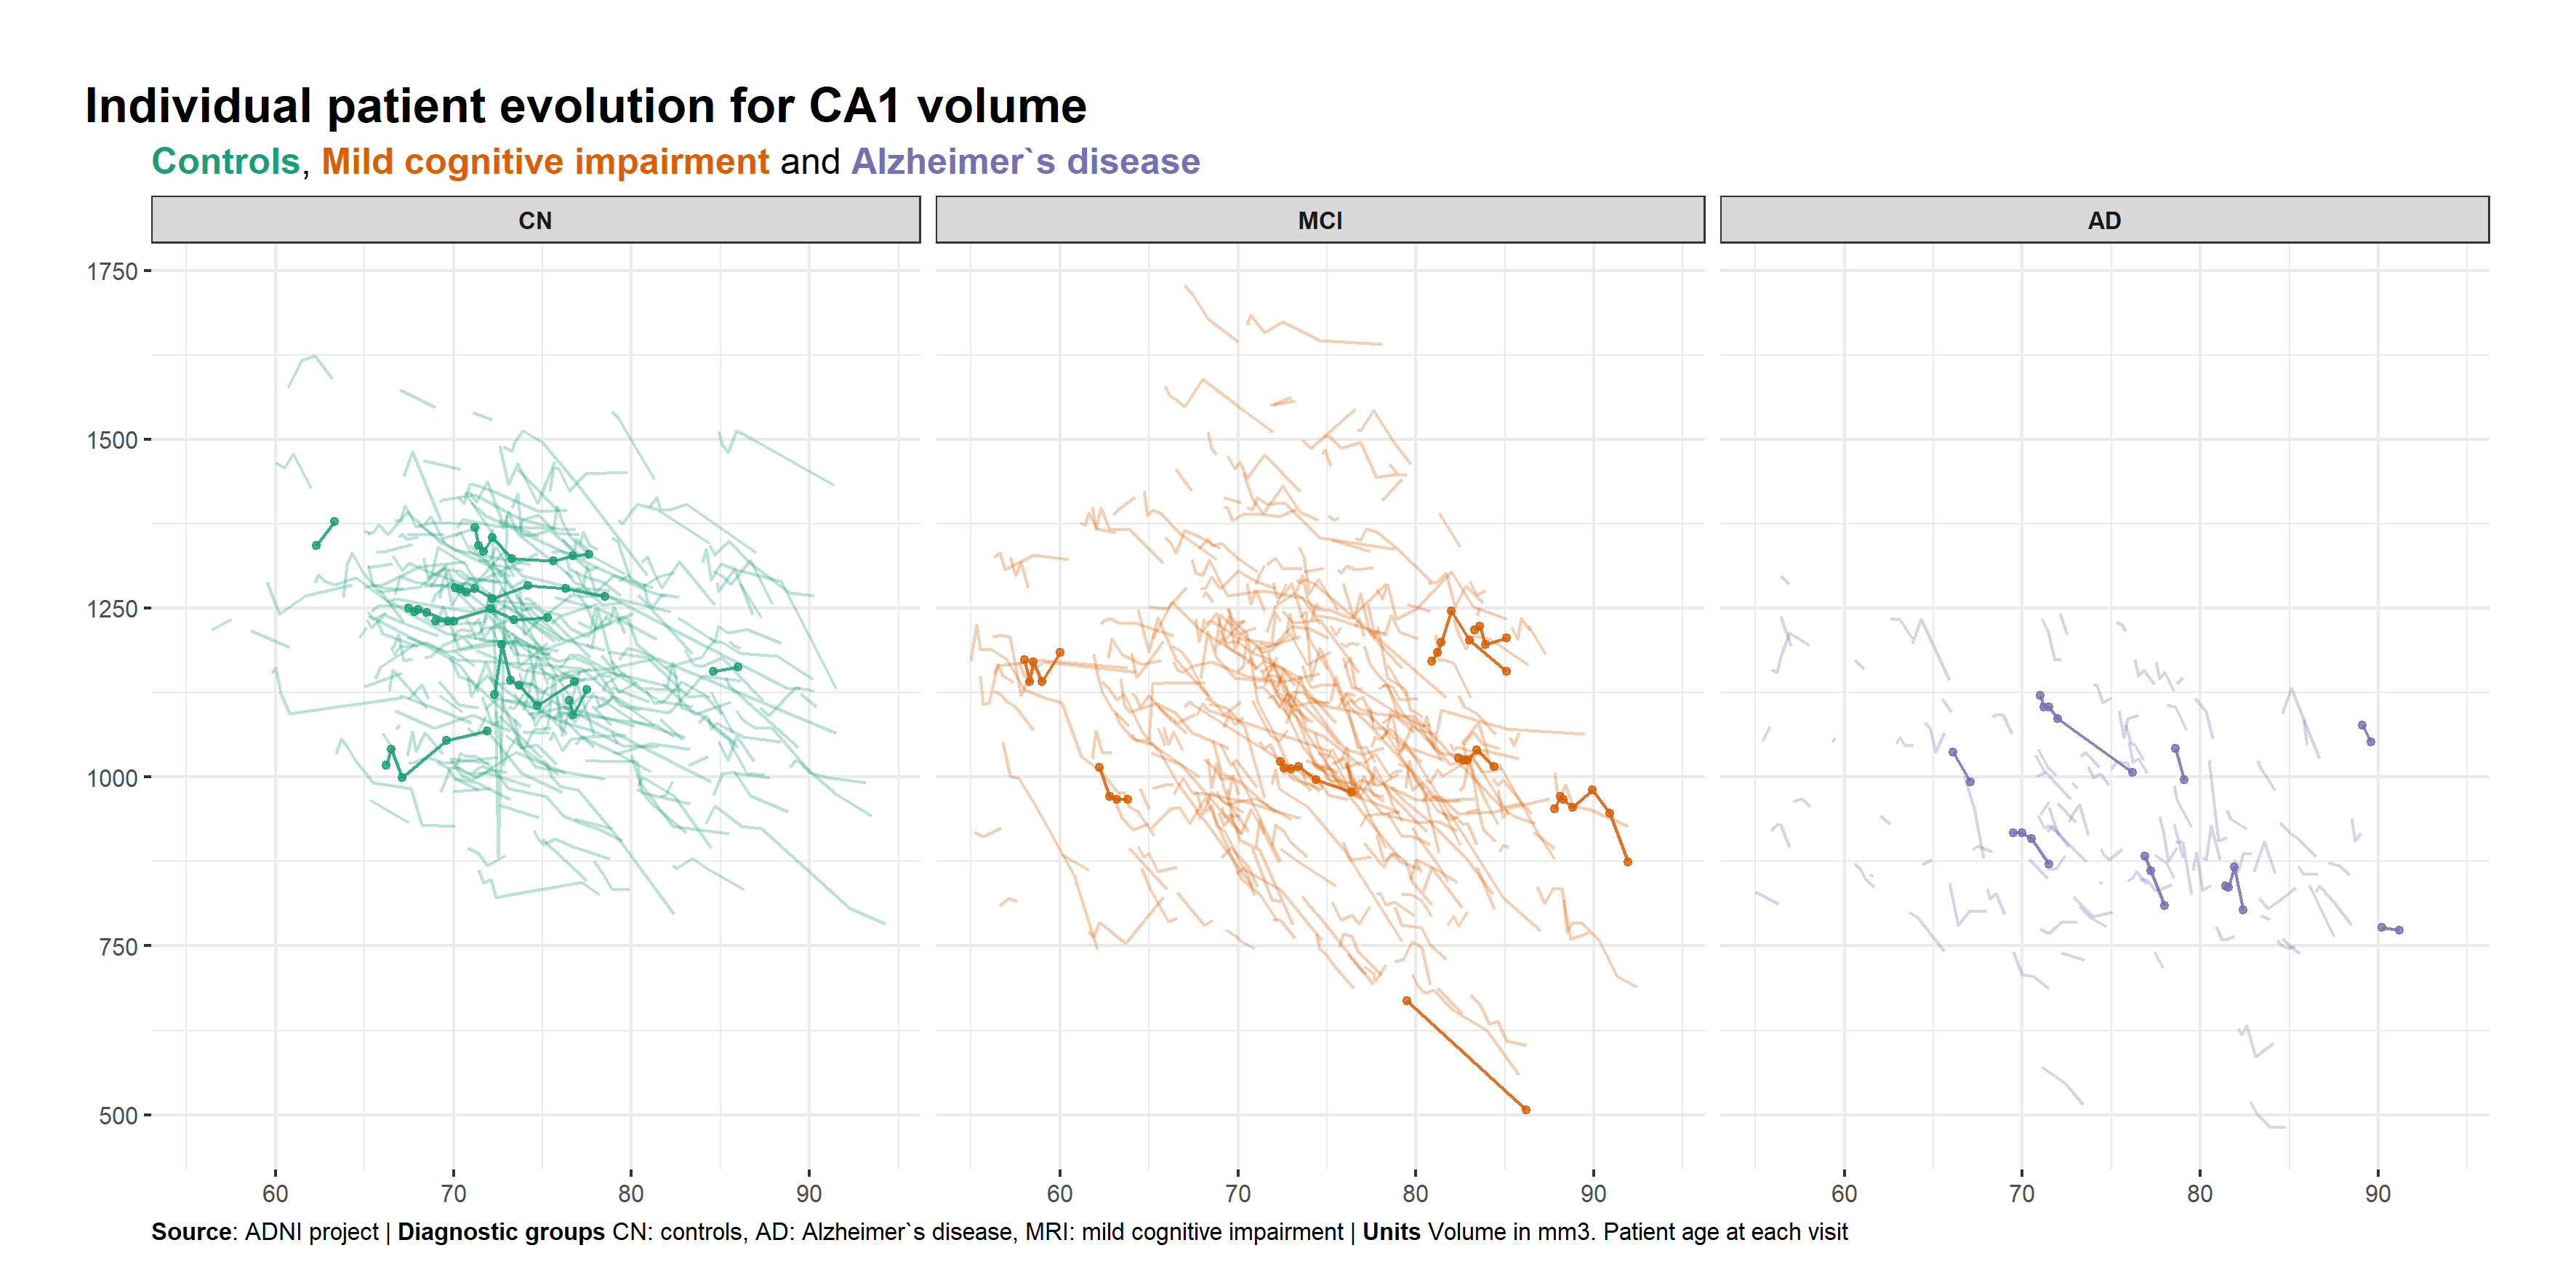 Individual patient evolution for CA1 volume
Controls, Mild cognitive impairment and Alzheimer`s disease
CN MCI AD
1750
1500
1250
1000
750
500
60 70 80 90 60 70 80 90 60 70 80 90
Source: ADNI project | Diagnostic groups CN: controls, AD: Alzheimer`s disease, MRI: mild cognitive impairment | Units Volume in mm3. Patient age at each visit